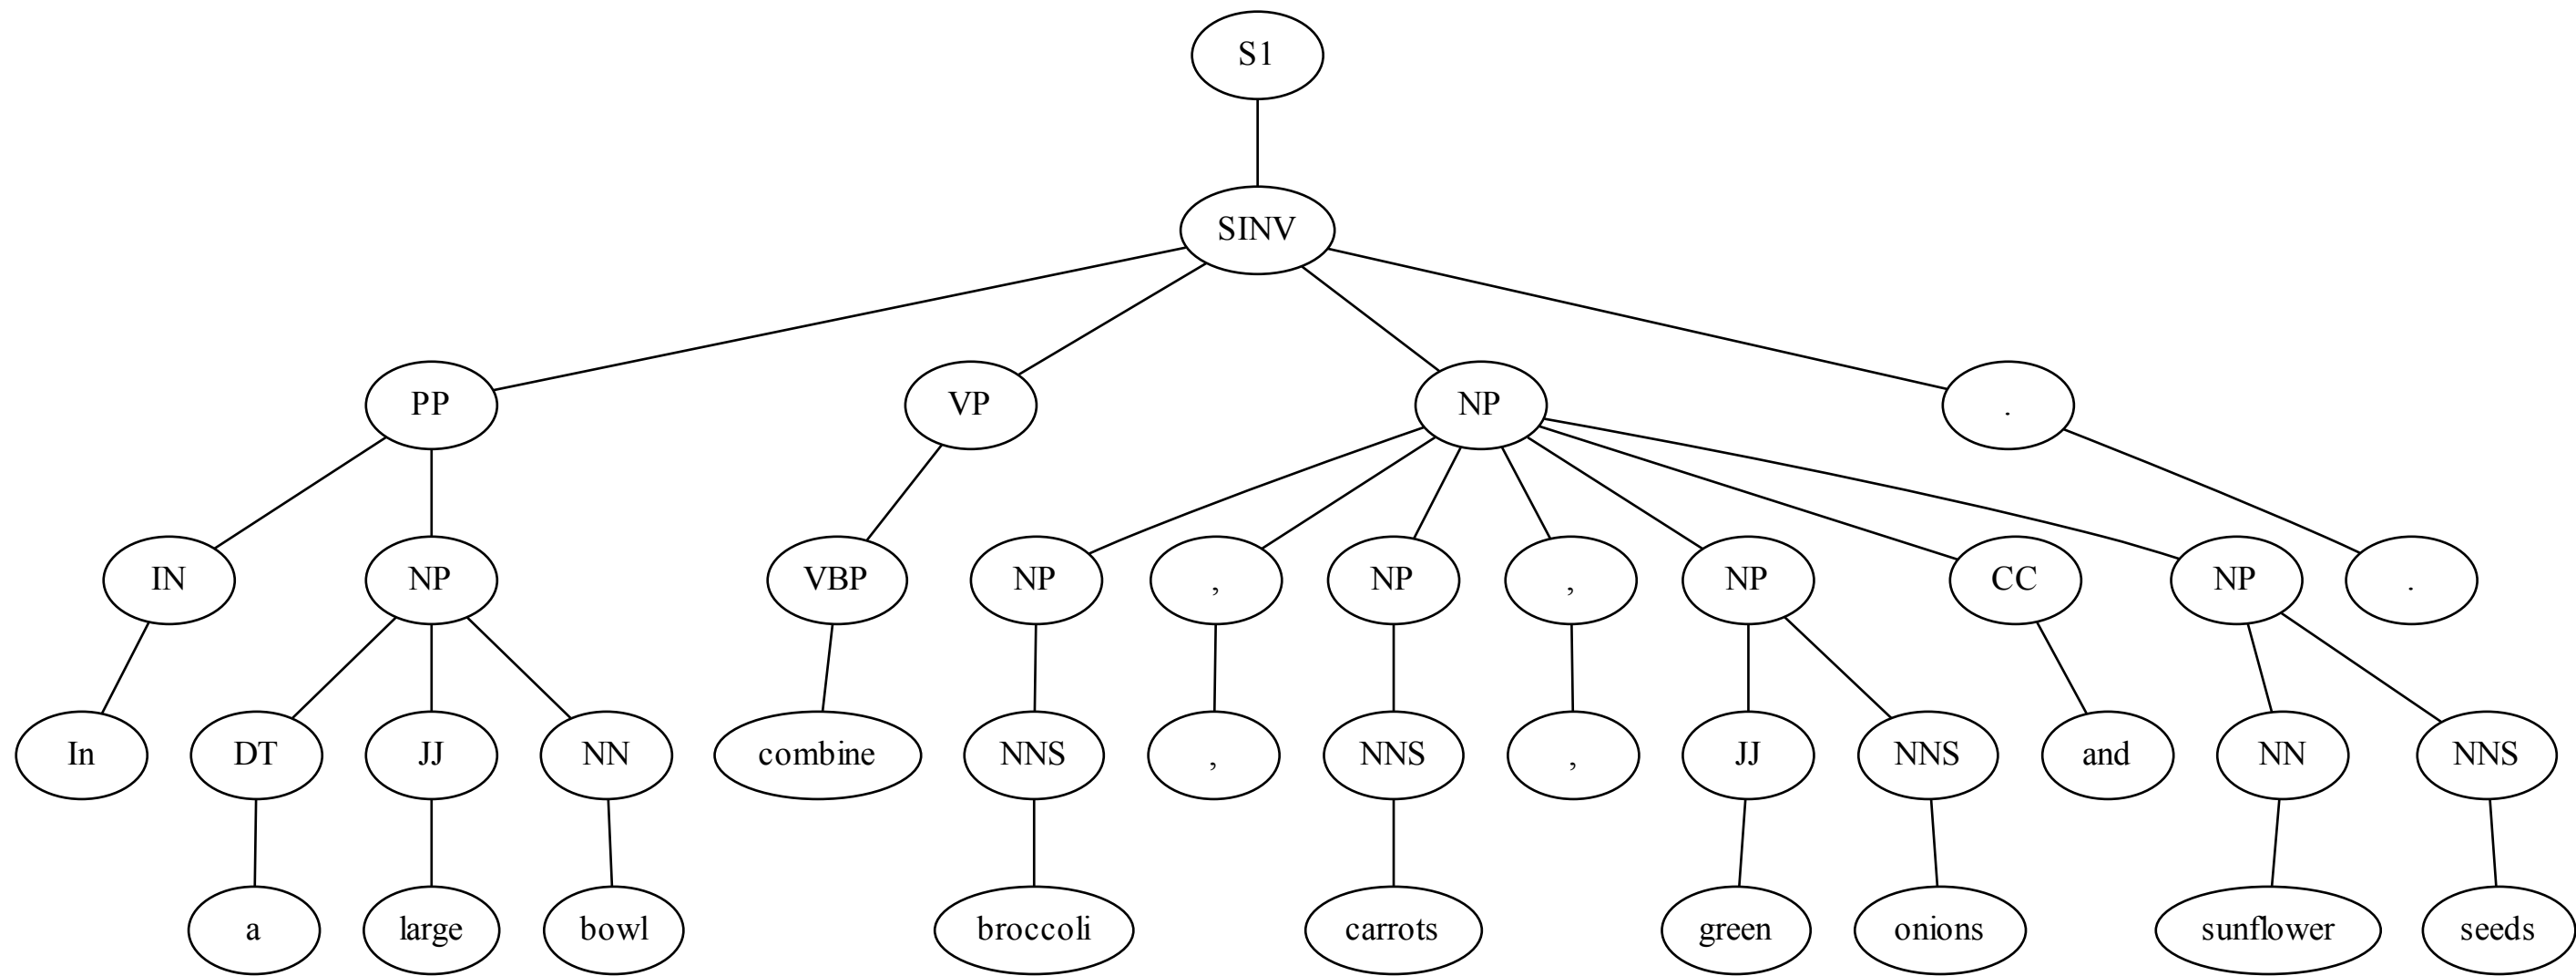 S1
SINV
PP VP NP .
IN NP VBP NP , NP , NP CC NP .
In DT JJ NN combine NNS , NNS , JJ NNS and NN NNS
a large bowl broccoli carrots green onions sunflower seeds